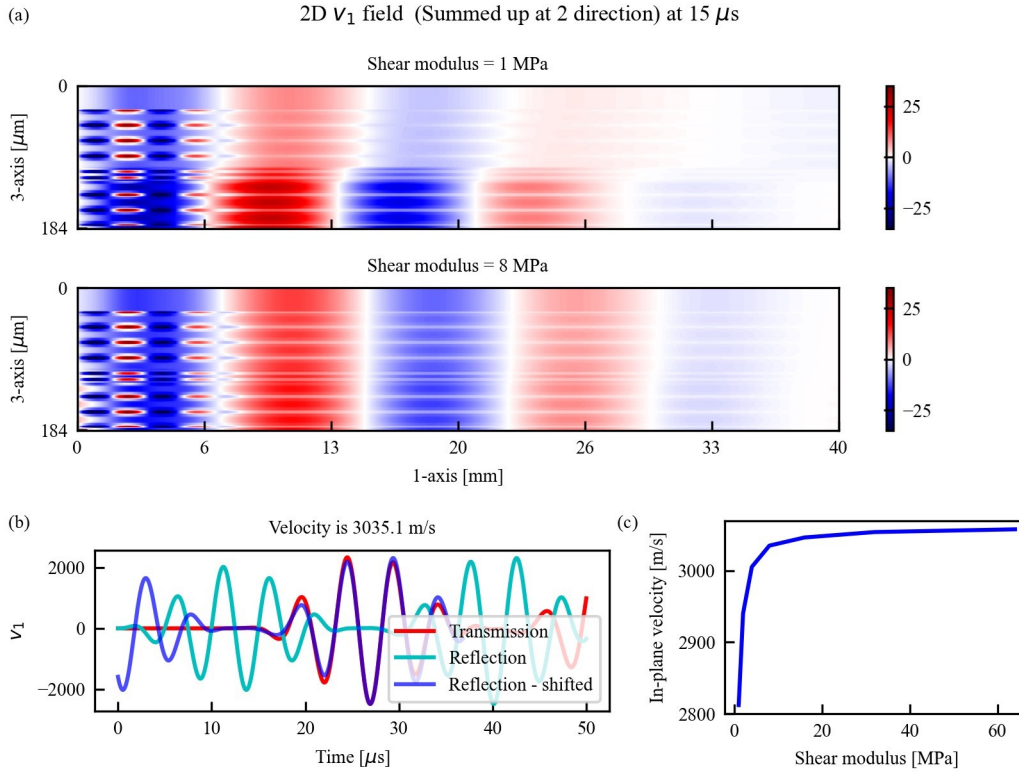 (a)
2D v₁ field (Summed up at 2 direction) at 15 μs
Shear modulus = 1 MPa
0
184
3-axis [μm]
25
0
−25
Shear modulus = 8 MPa
0
184
3-axis [μm]
0
6
13
20
26
33
40
1-axis [mm]
25
0
−25
(b)
Velocity is 3035.1 m/s
2000
0
−2000
v₁
Transmission
Reflection
Reflection - shifted
0
10
20
30
40
50
Time [μs]
(c)
In-plane velocity [m/s]
3000
2900
2800
0
20
40
60
Shear modulus [MPa]